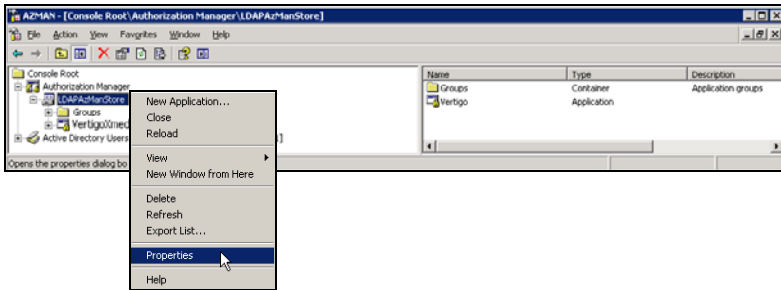 AZMAN - [Console Root\Authorization Manager\LDAPAzManStore]
File Action View Favorites Window Help
Console Root
Authorization Manager
LDAPAzManStore
Groups
VertigoXmed
Active Directory Users
]
Name Type Description
Groups Container Application groups
Vertigo Application
Opens the properties dialog bo
New Application...
Close
Reload
View
New Window from Here
Delete
Refresh
Export List...
Properties
Help